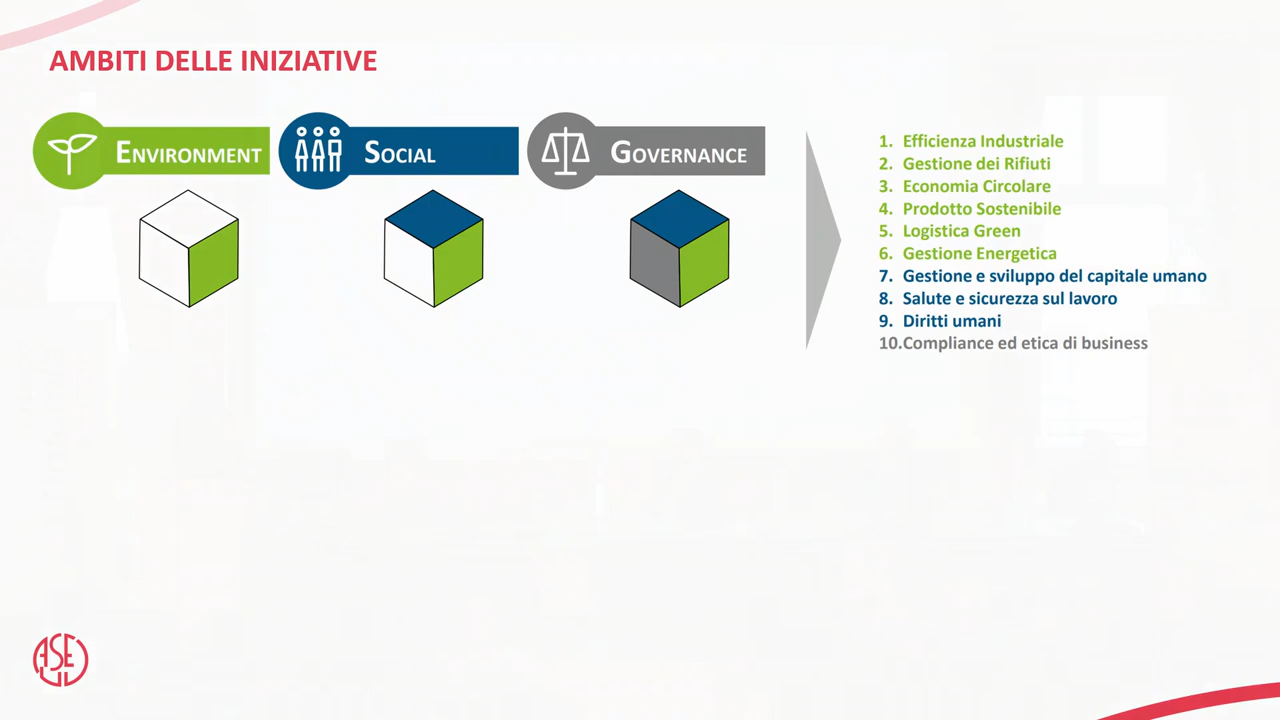 AMBITI DELLE INIZIATIVE
ENVIRONMENT
SOCIAL
GOVERNANCE
1. Efficienza Industriale
2. Gestione dei Rifiuti
3. Economia Circolare
4. Prodotto Sostenibile
5. Logistica Green
6. Gestione Energetica
7. Gestione e sviluppo del capitale umano
8. Salute e sicurezza sul lavoro
9. Diritti umani
10.Compliance ed etica di business